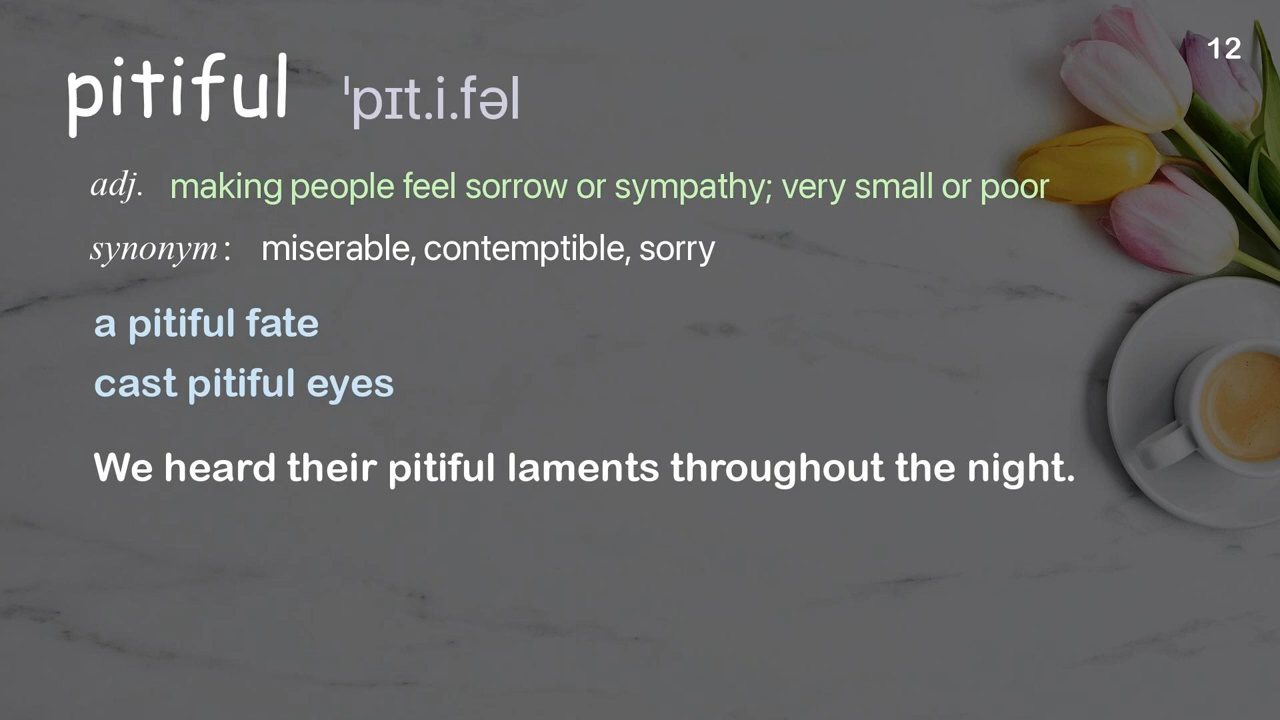 12
pitiful ˈpɪt.i.fəl
adj. making people feel sorrow or sympathy; very small or poor
synonym: miserable, contemptible, sorry
a pitiful fate
cast pitiful eyes
We heard their pitiful laments throughout the night.